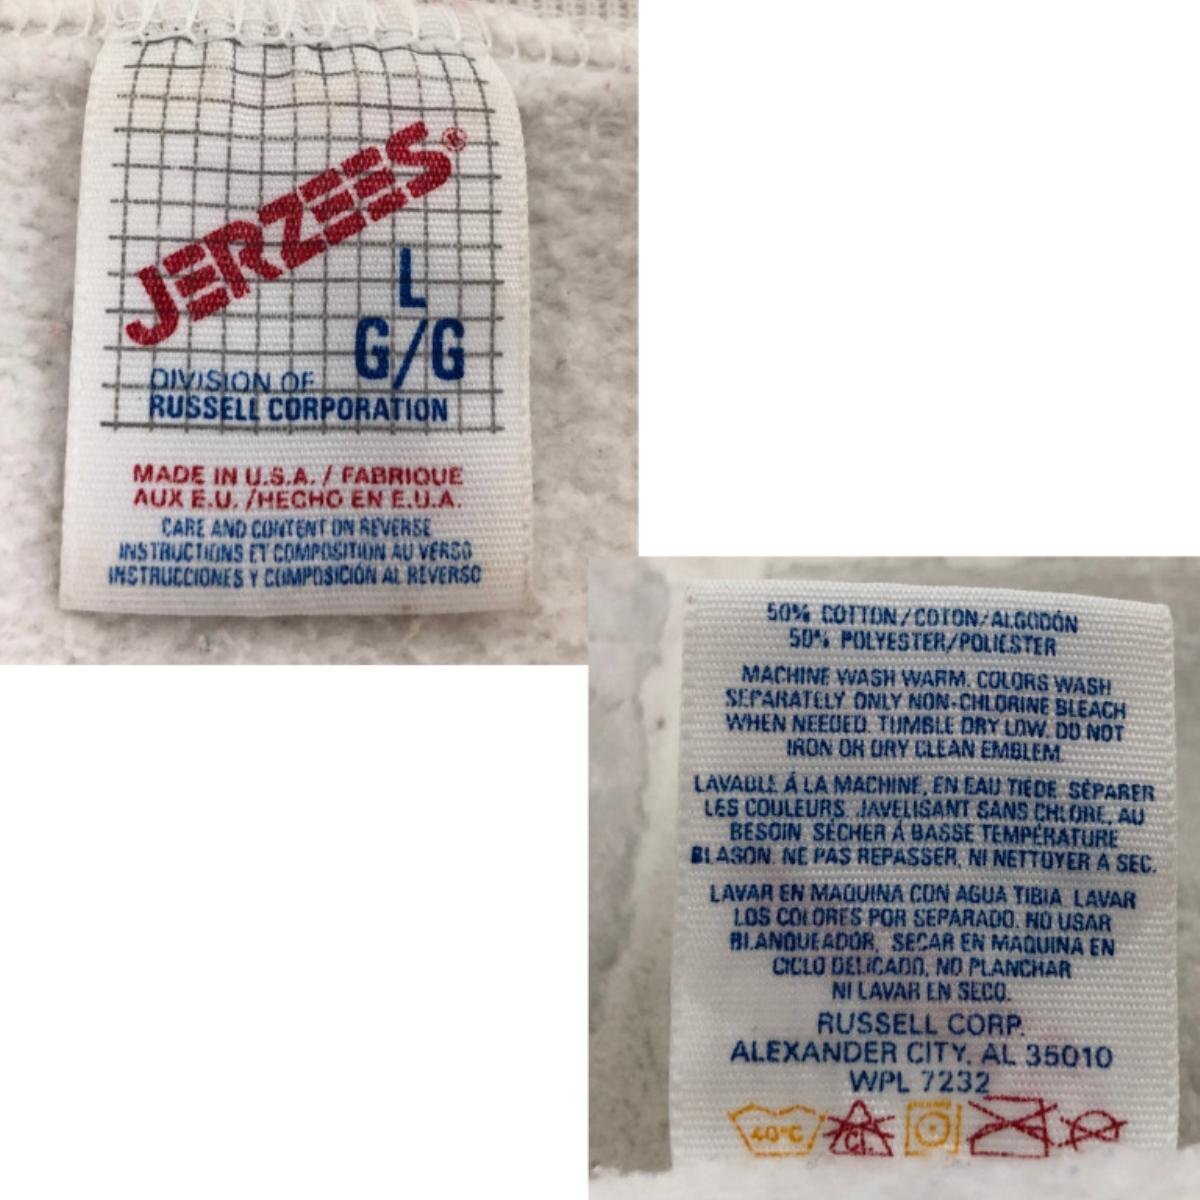 JERZEES®
L
G/G
DIVISION OF
RUSSELL CORPORATION
MADE IN U.S.A. / FABRIQUE
AUX E.U. /HECHO EN E.U.A.
CARE AND CONTENT ON REVERSE
INSTRUCTIONS ET COMPOSITION AU VERSO
INSTRUCCIONES Y COMPOSICIÓN AL REVERSO
50% COTTON/COTON/ALGODÓN
50% POLYESTER/POLIESTER
MACHINE WASH WARM. COLORS WASH
SEPARATELY ONLY NON-CHLORINE BLEACH
WHEN NEEDED. TUMBLE DRY LOW. DO NOT
IRON OR DRY CLEAN EMBLEM.
LAVABLE Á LA MACHINE, EN EAU TIEDE. SÉPARER
LES COULEURS. JAVELISANT SANS CHLORE, AU
BESOIN. SÉCHER Á BASSE TEMPÉRATURE
BLASON. NE PAS REPASSER, NI NETTOYER A SEC.
LAVAR EN MAQUINA CON AGUA TIBIA. LAVAR
LOS COLORES POR SEPARADO. NO USAR
BLANQUEADOR, SECAR EN MAQUINA EN
CICLO DELICADO, NO PLANCHAR
NI LAVAR EN SECO.
RUSSELL CORP.
ALEXANDER CITY, AL 35010
WPL 7232
40°C CL